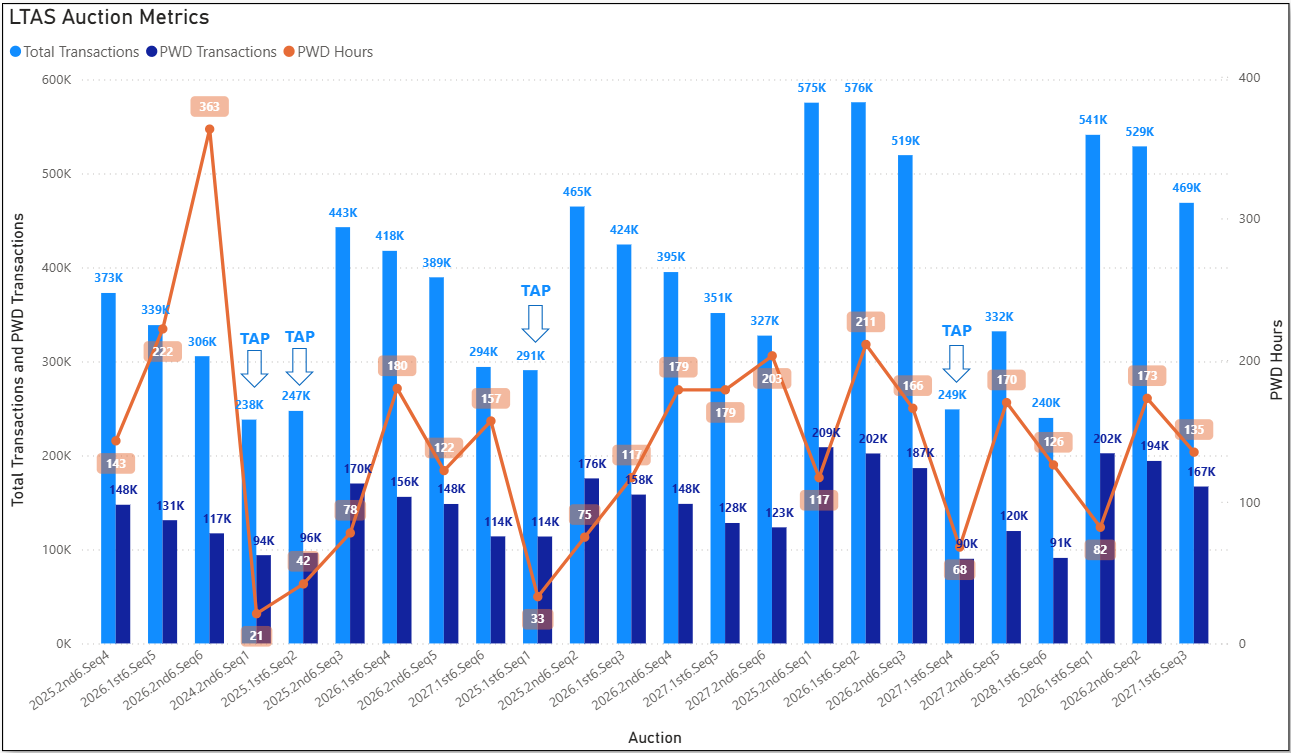 LTAS Auction Metrics
Total Transactions PWD Transactions PWD Hours
600K
500K
400K
300K
200K
100K
0K
Total Transactions and PWD Transactions
400
300
200
100
0
PWD Hours
373K
339K
306K
238K
247K
443K
418K
389K
294K
291K
465K
424K
395K
351K
327K
575K
576K
519K
249K
332K
240K
541K
529K
469K
148K
131K
117K
94K
96K
170K
156K
148K
114K
114K
176K
158K
148K
128K
123K
209K
202K
187K
90K
120K
91K
202K
194K
167K
143
222
363
21
42
78
180
122
157
33
75
117
179
179
203
117
211
166
68
170
126
82
173
135
TAP
TAP
TAP
TAP
2025.2nd6.Seq4
2026.1st6.Seq5
2026.2nd6.Seq6
2024.2nd6.Seq1
2025.1st6.Seq2
2025.2nd6.Seq3
2026.1st6.Seq4
2026.2nd6.Seq5
2027.1st6.Seq6
2025.1st6.Seq1
2025.2nd6.Seq2
2026.1st6.Seq3
2026.2nd6.Seq4
2027.1st6.Seq5
2027.2nd6.Seq6
2025.2nd6.Seq1
2026.1st6.Seq2
2026.2nd6.Seq3
2027.1st6.Seq4
2027.2nd6.Seq5
2028.1st6.Seq6
2026.1st6.Seq1
2026.2nd6.Seq2
2027.1st6.Seq3
Auction